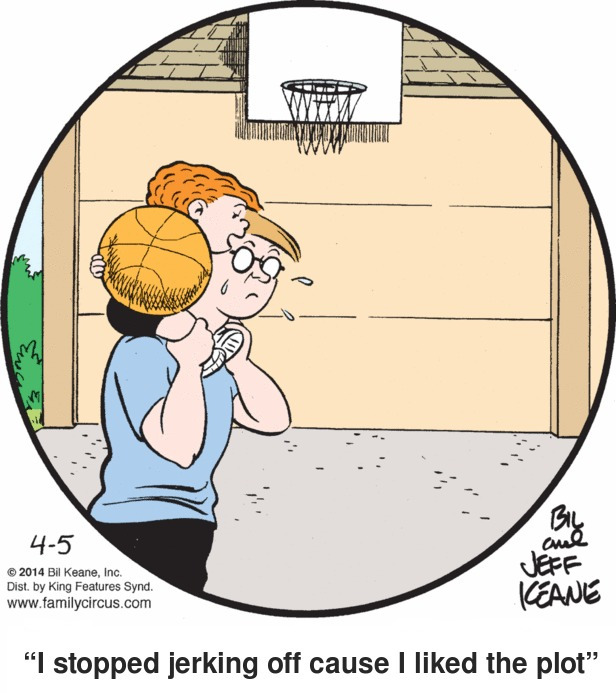 BIL
and
JEFF
KEANE
4-5
© 2014 Bil Keane, Inc.
Dist. by King Features Synd.
www.familycircus.com
“I stopped jerking off cause I liked the plot”